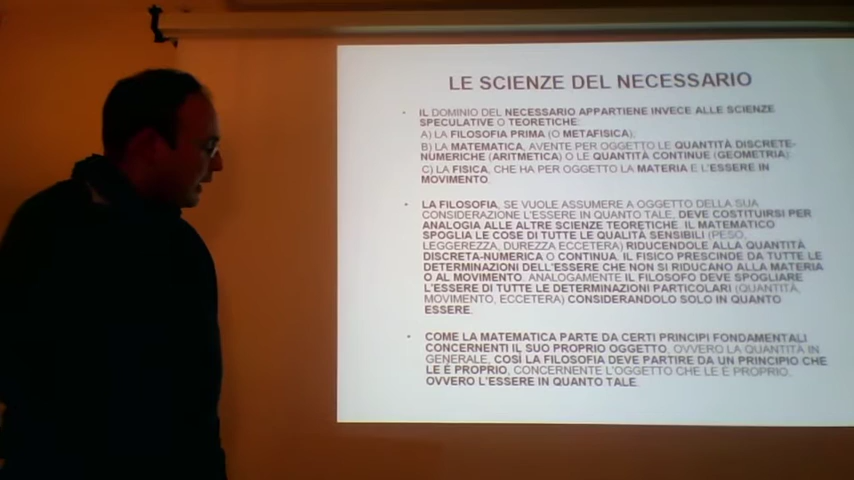 LE SCIENZE DEL NECESSARIO
• IL DOMINIO DEL NECESSARIO APPARTIENE INVECE ALLE SCIENZE
SPECULATIVE O TEORETICHE:
A) LA FILOSOFIA PRIMA (O METAFISICA);
B) LA MATEMATICA, AVENTE PER OGGETTO LE QUANTITÀ DISCRETE-
NUMERICHE (ARITMETICA) O LE QUANTITÀ CONTINUE (GEOMETRIA);
C) LA FISICA, CHE HA PER OGGETTO LA MATERIA E L'ESSERE IN
MOVIMENTO.
• LA FILOSOFIA, SE VUOLE ASSUMERE A OGGETTO DELLA SUA
CONSIDERAZIONE L'ESSERE IN QUANTO TALE, DEVE COSTITUIRSI PER
ANALOGIA ALLE ALTRE SCIENZE TEORETICHE. IL MATEMATICO
SPOGLIA LE COSE DI TUTTE LE QUALITÀ SENSIBILI (PESO,
LEGGEREZZA, DUREZZA ECCETERA) RIDUCENDOLE ALLA QUANTITÀ
DISCRETA-NUMERICA O CONTINUA. IL FISICO PRESCINDE DA TUTTE LE
DETERMINAZIONI DELL'ESSERE CHE NON SI RIDUCANO ALLA MATERIA
O AL MOVIMENTO. ANALOGAMENTE IL FILOSOFO DEVE SPOGLIARE
L'ESSERE DI TUTTE LE DETERMINAZIONI PARTICOLARI (QUANTITÀ,
MOVIMENTO, ECCETERA) CONSIDERANDOLO SOLO IN QUANTO
ESSERE.
• COME LA MATEMATICA PARTE DA CERTI PRINCIPI FONDAMENTALI
CONCERNENTI IL SUO PROPRIO OGGETTO, OVVERO LA QUANTITÀ IN
GENERALE, COSÌ LA FILOSOFIA DEVE PARTIRE DA UN PRINCIPIO CHE
LE È PROPRIO, CONCERNENTE L'OGGETTO CHE LE È PROPRIO,
OVVERO L'ESSERE IN QUANTO TALE.